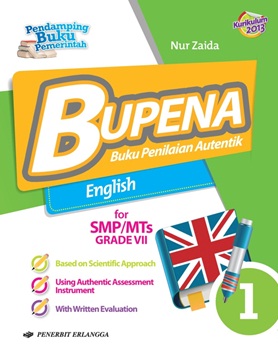 Pendamping
Buku
Pemerintah
Kurikulum
2013
Nur Zaida
BUPENA
Buku Penilaian Autentik
English
for
SMP/MTs
GRADE VII
Based on Scientific Approach
Using Authentic Assessment
Instrument
With Written Evaluation
1
PENERBIT ERLANGGA